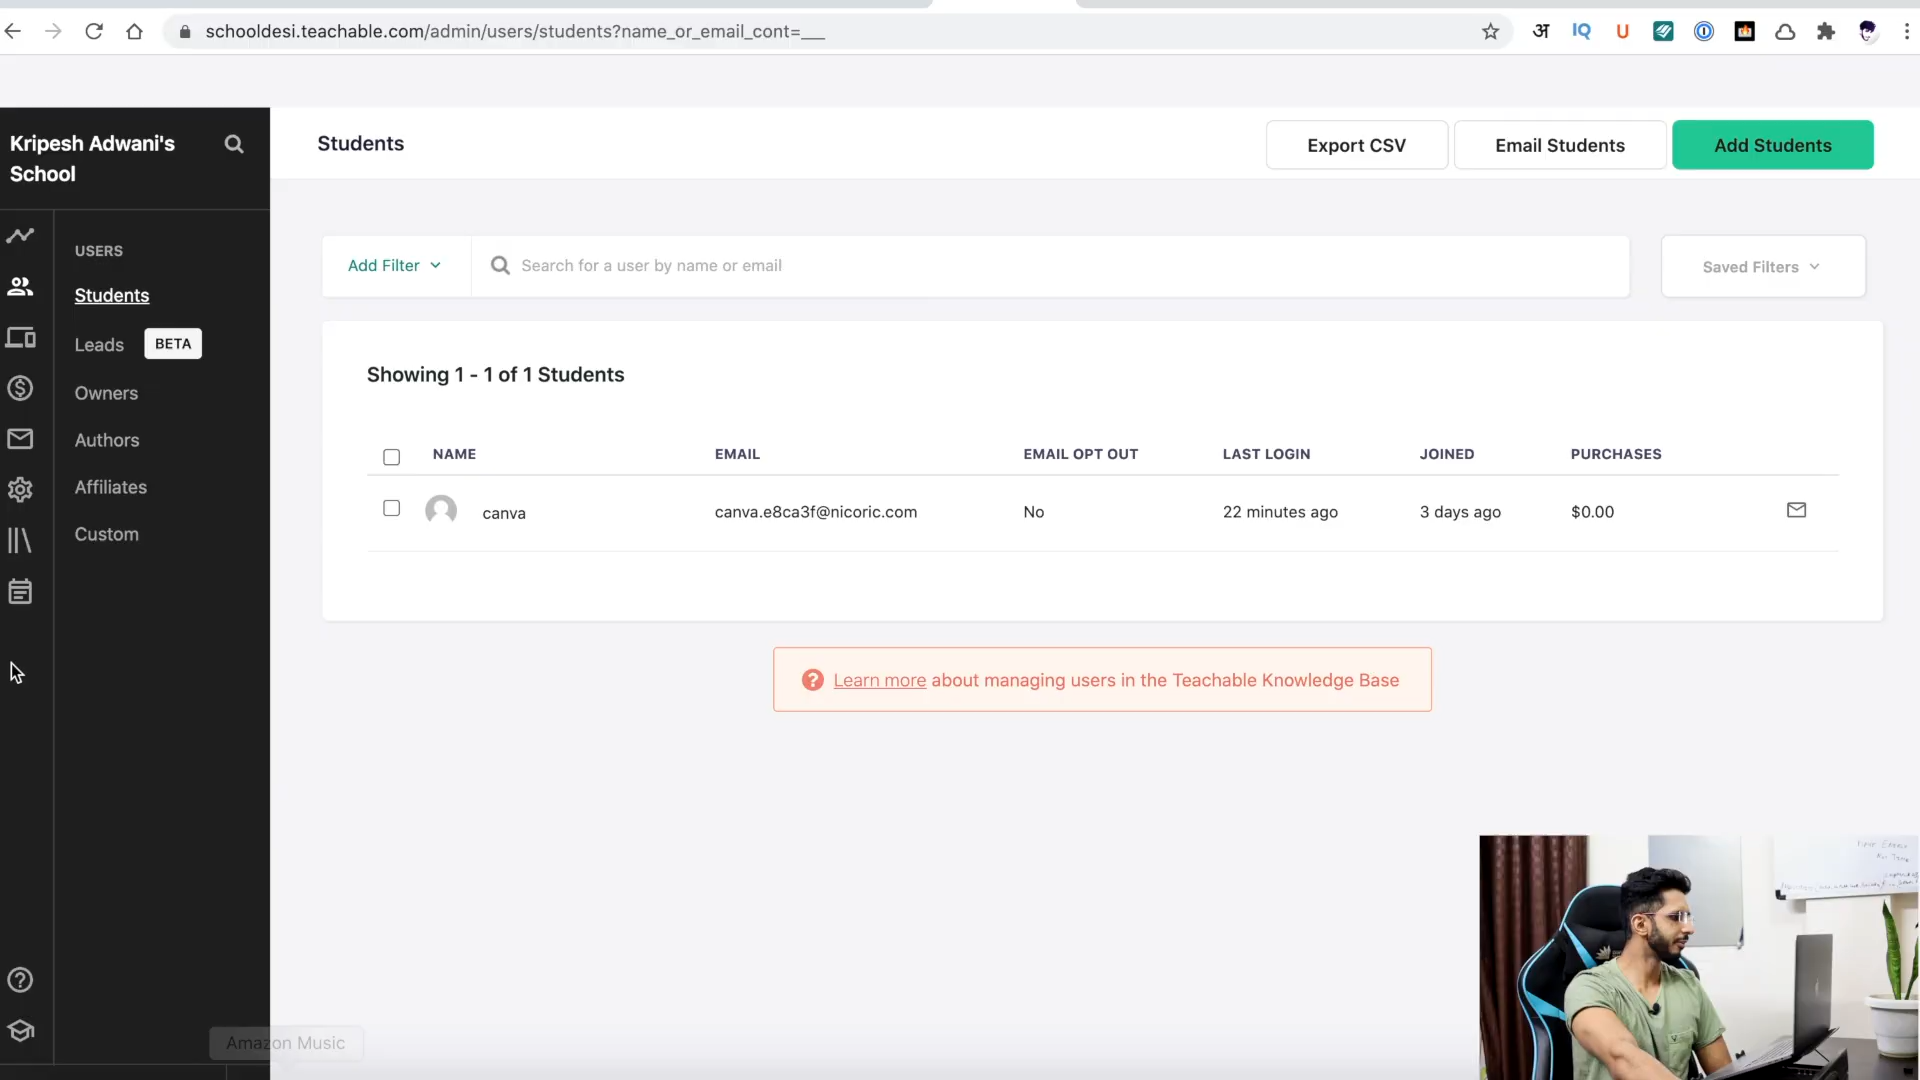 schooldesi.teachable.com/admin/users/students?name_or_email_cont=___
अ
IQ
U
Kripesh Adwani's
School
Students
Export CSV
Email Students
Add Students
USERS
Students
Leads
BETA
Owners
Authors
Affiliates
Custom
Add Filter
Search for a user by name or email
Saved Filters
Showing 1 - 1 of 1 Students
NAME
EMAIL
EMAIL OPT OUT
LAST LOGIN
JOINED
PURCHASES
canva
canva.e8ca3f@nicoric.com
No
22 minutes ago
3 days ago
$0.00
Learn more about managing users in the Teachable Knowledge Base
Amazon Music